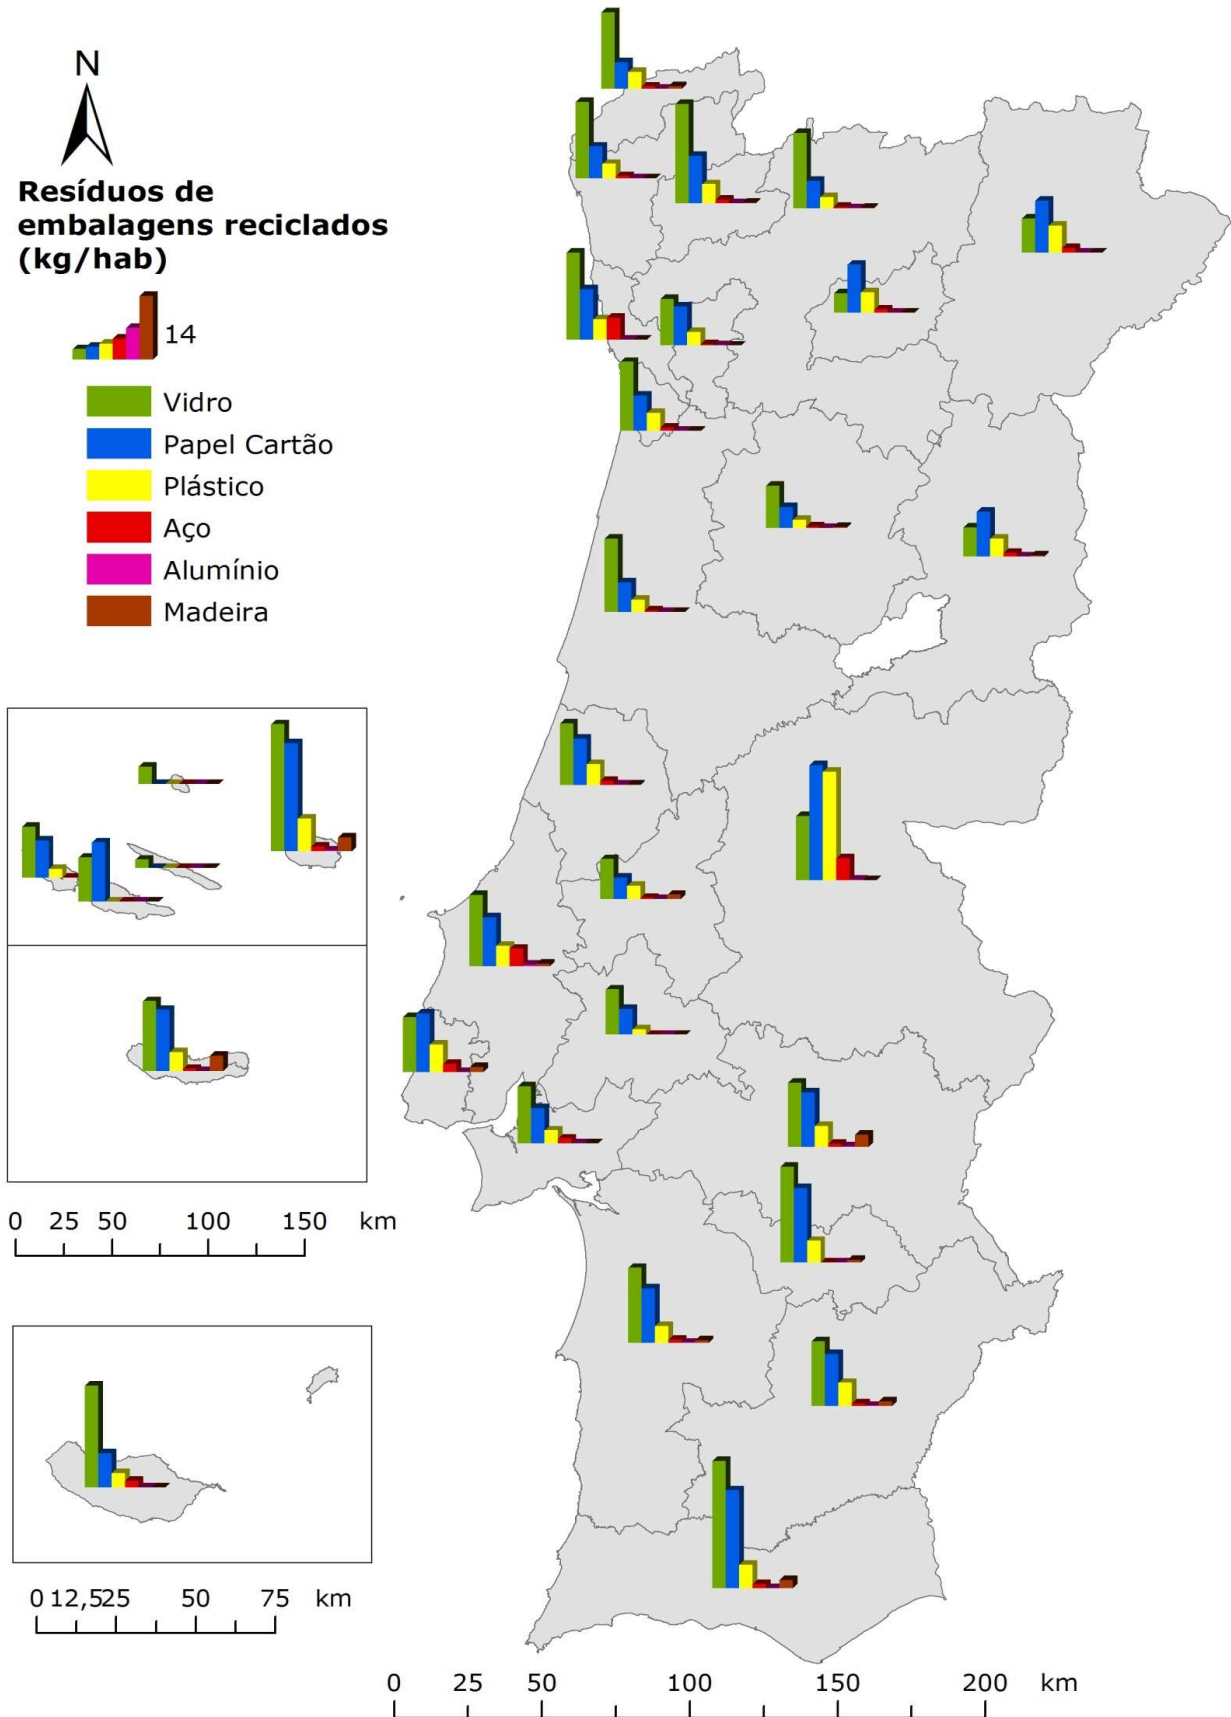 N
Resíduos de
embalagens reciclados
(kg/hab)
14
Vidro
Papel Cartão
Plástico
Aço
Alumínio
Madeira
0 25 50 100 150 km
0 12,525 50 75 km
0 25 50 100 150 200 km